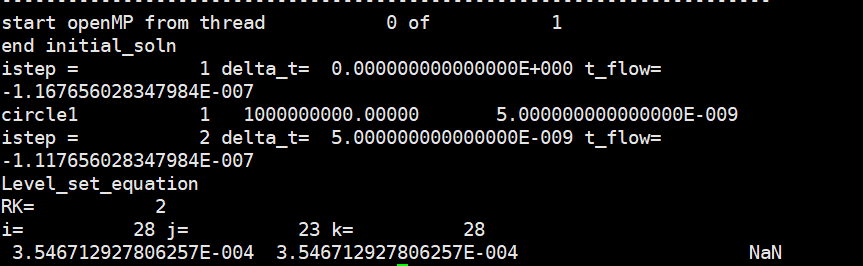 start openMP from thread           0 of           1
end initial_soln
istep =           1 delta_t=  0.000000000000000E+000 t_flow=
-1.167656028347984E-007
circle1           1   1000000000.00000       5.000000000000000E-009
istep =           2 delta_t=  5.000000000000000E-009 t_flow=
-1.117656028347984E-007
Level_set_equation
RK=           2
i=          28 j=          23 k=          28
 3.546712927806257E-004  3.546712927806257E-004                     NaN